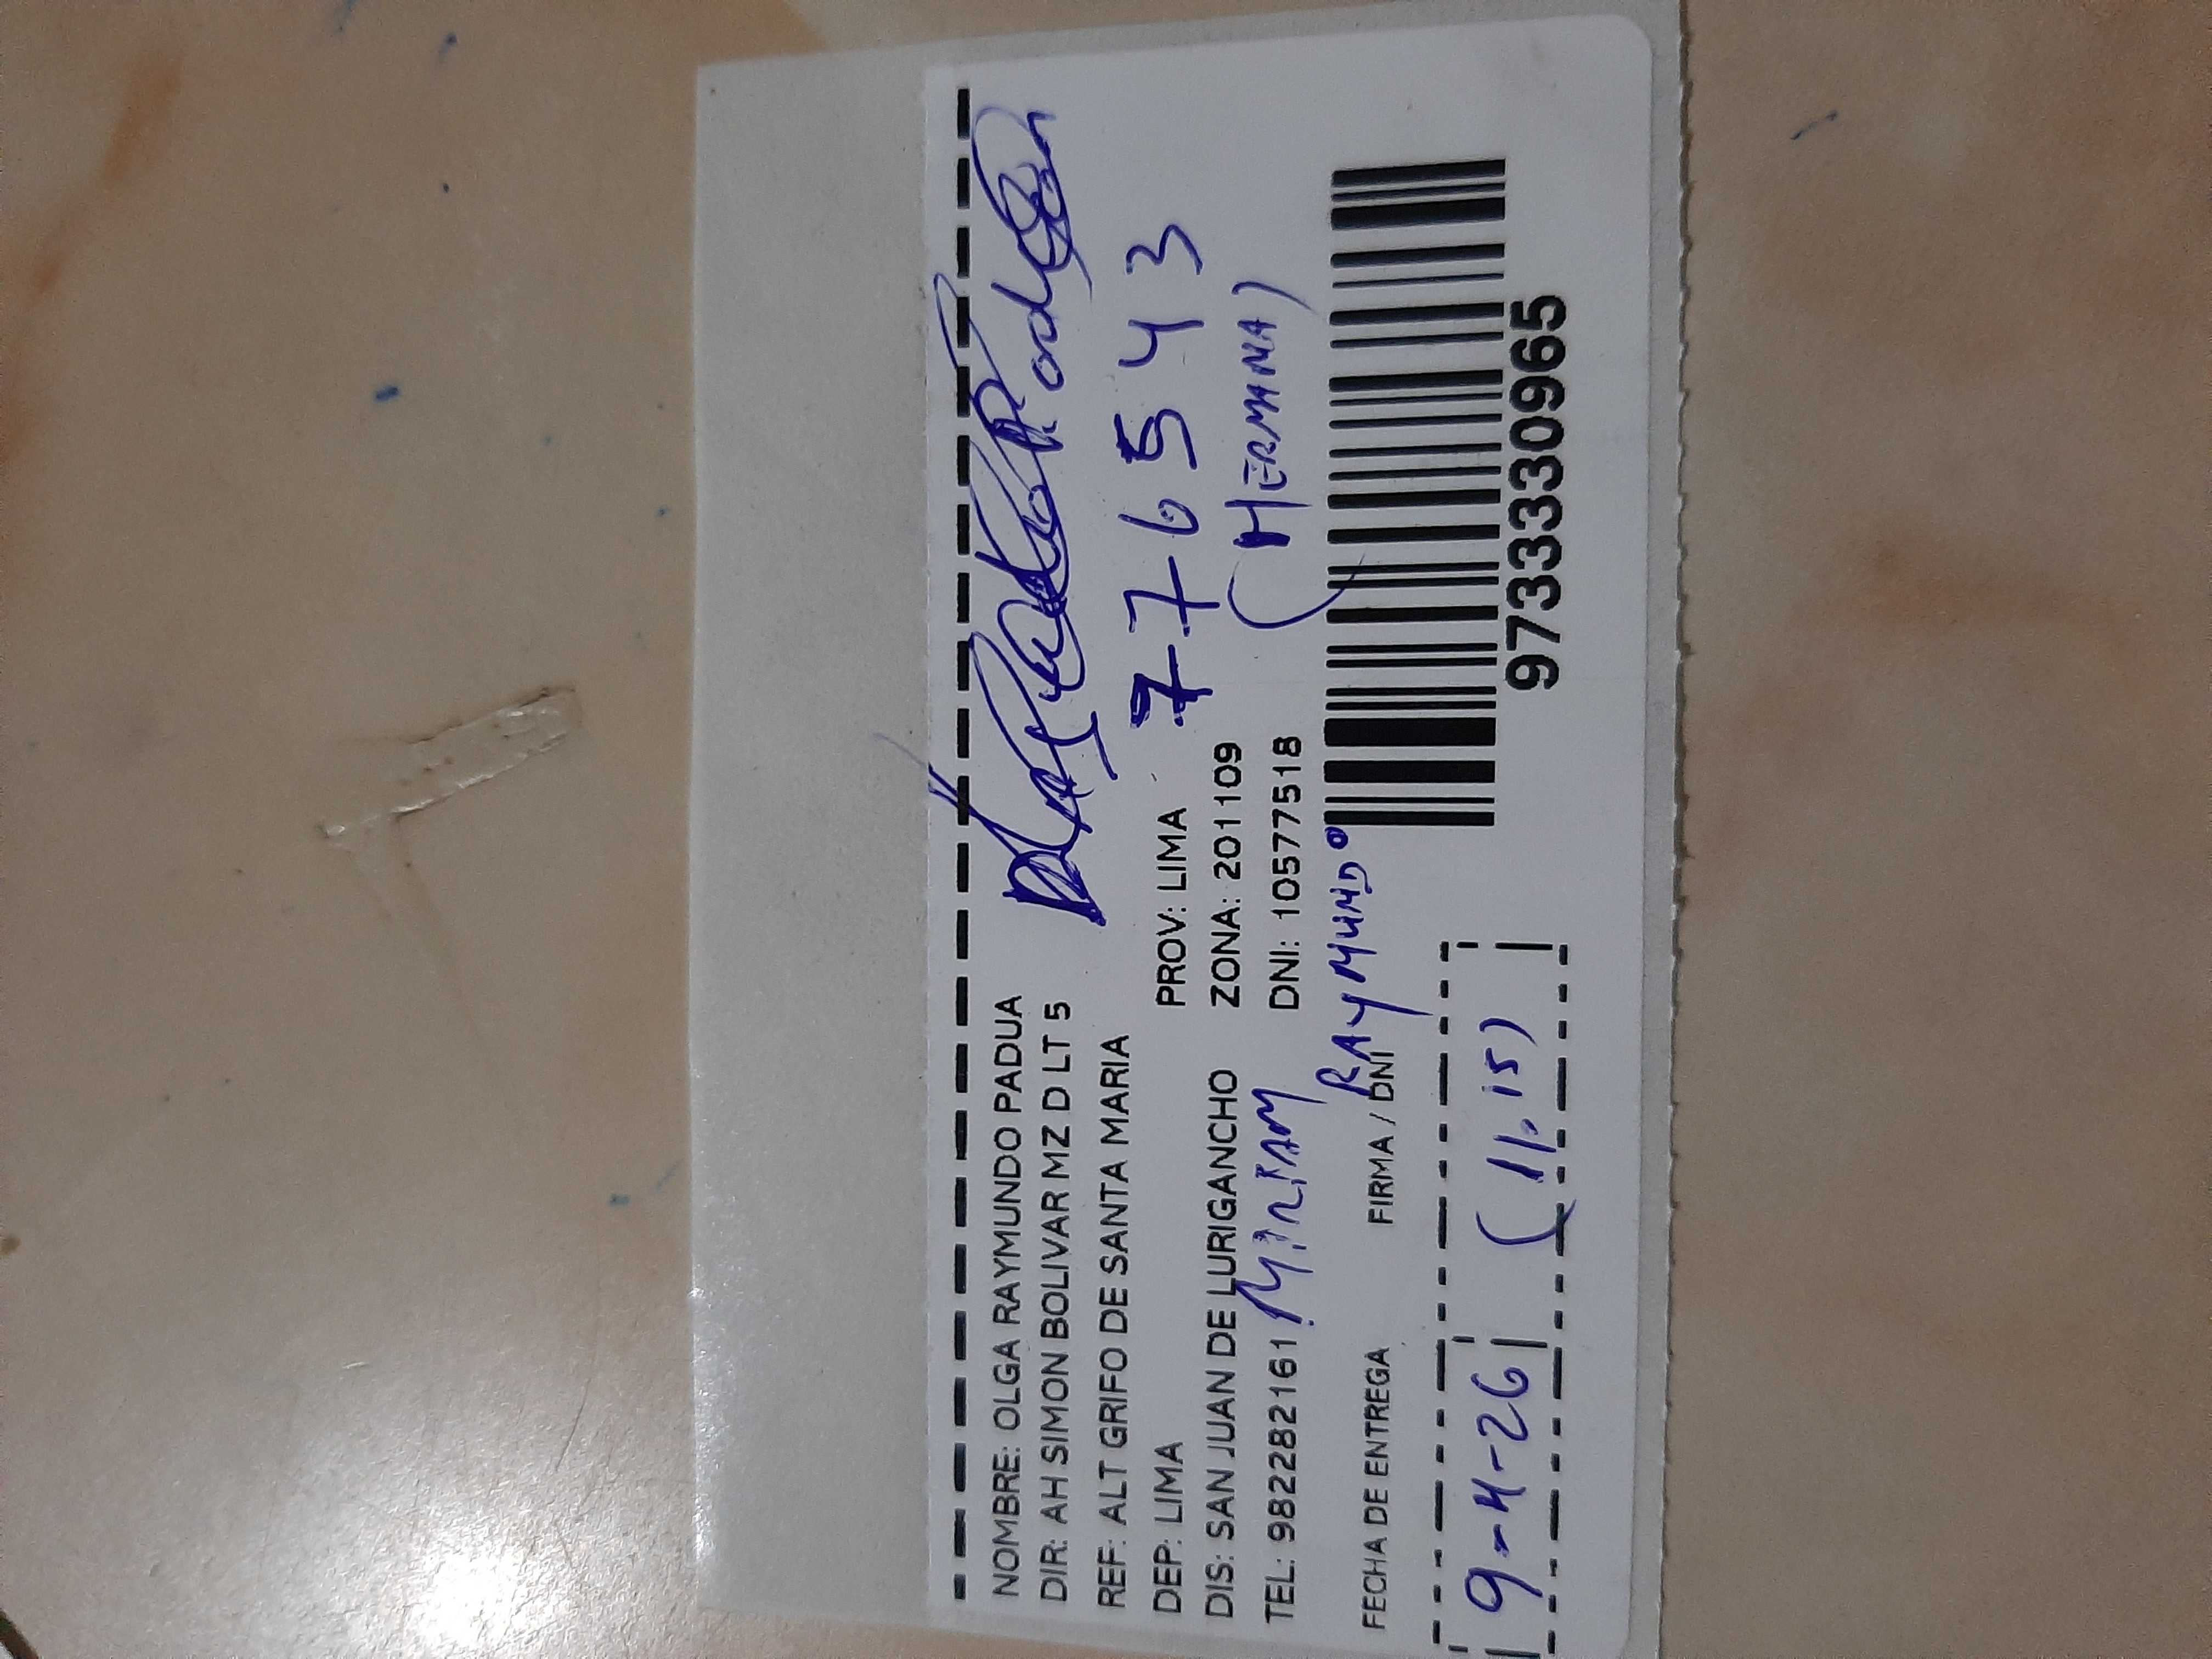 NOMBRE: OLGA RAYMUNDO PADUA
DIR: AH SIMON BOLIVAR MZ D LT 5
REF: ALT GRIFO DE SANTA MARIA
DEP: LIMA PROV: LIMA 776543
DIS: SAN JUAN DE LURIGANCHO ZONA: 201109 (HERMANA)
TEL: 982282161 MIRIAM DNI: 10577518
RAYMUNDO
FECHA DE ENTREGA FIRMA / DNI
9-4-26 (11.15)
9733330965